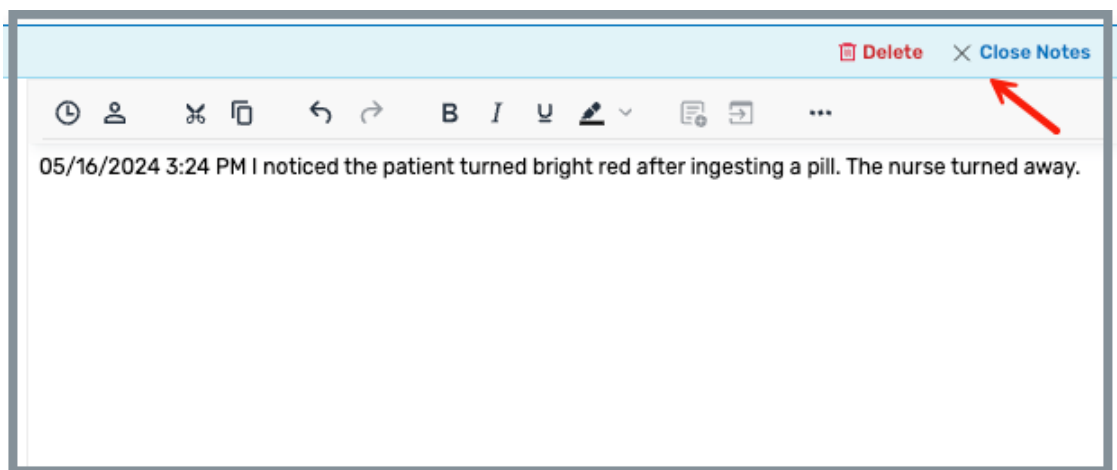 Delete Close Notes
B I U
05/16/2024 3:24 PM I noticed the patient turned bright red after ingesting a pill. The nurse turned away.